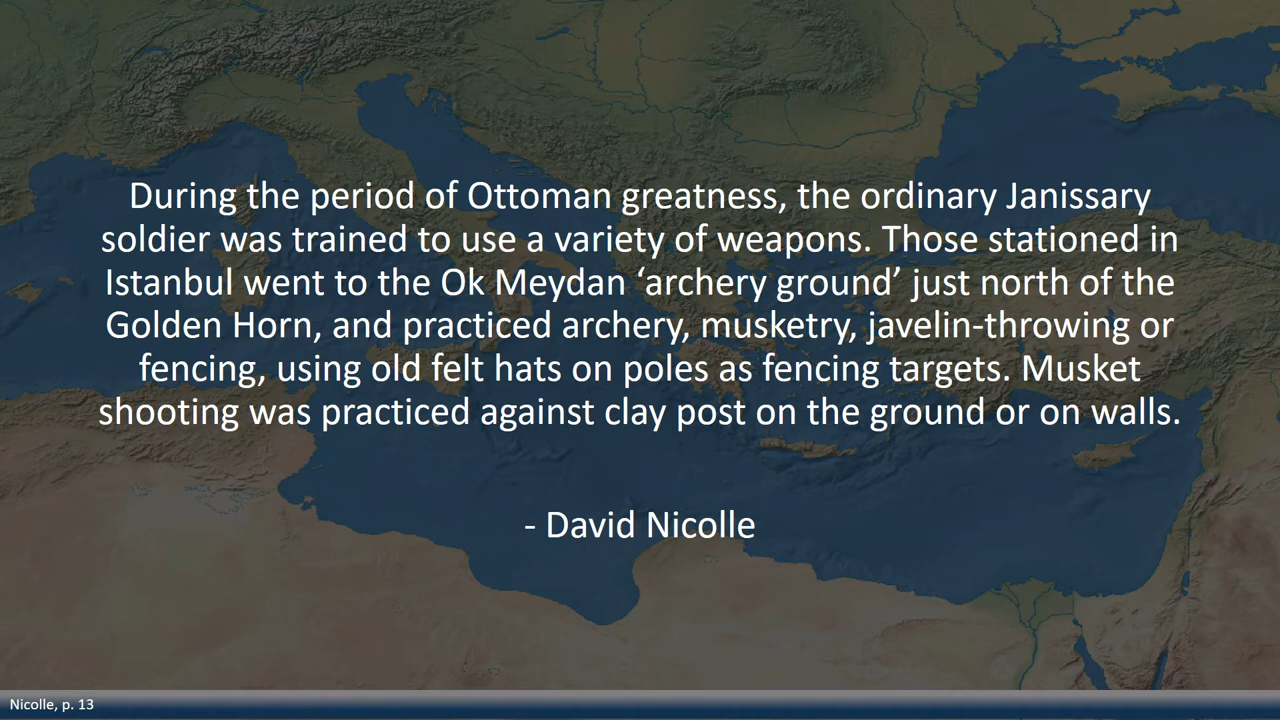 During the period of Ottoman greatness, the ordinary Janissary
soldier was trained to use a variety of weapons. Those stationed in
Istanbul went to the Ok Meydan ‘archery ground’ just north of the
Golden Horn, and practiced archery, musketry, javelin-throwing or
fencing, using old felt hats on poles as fencing targets. Musket
shooting was practiced against clay post on the ground or on walls.
- David Nicolle
Nicolle, p. 13